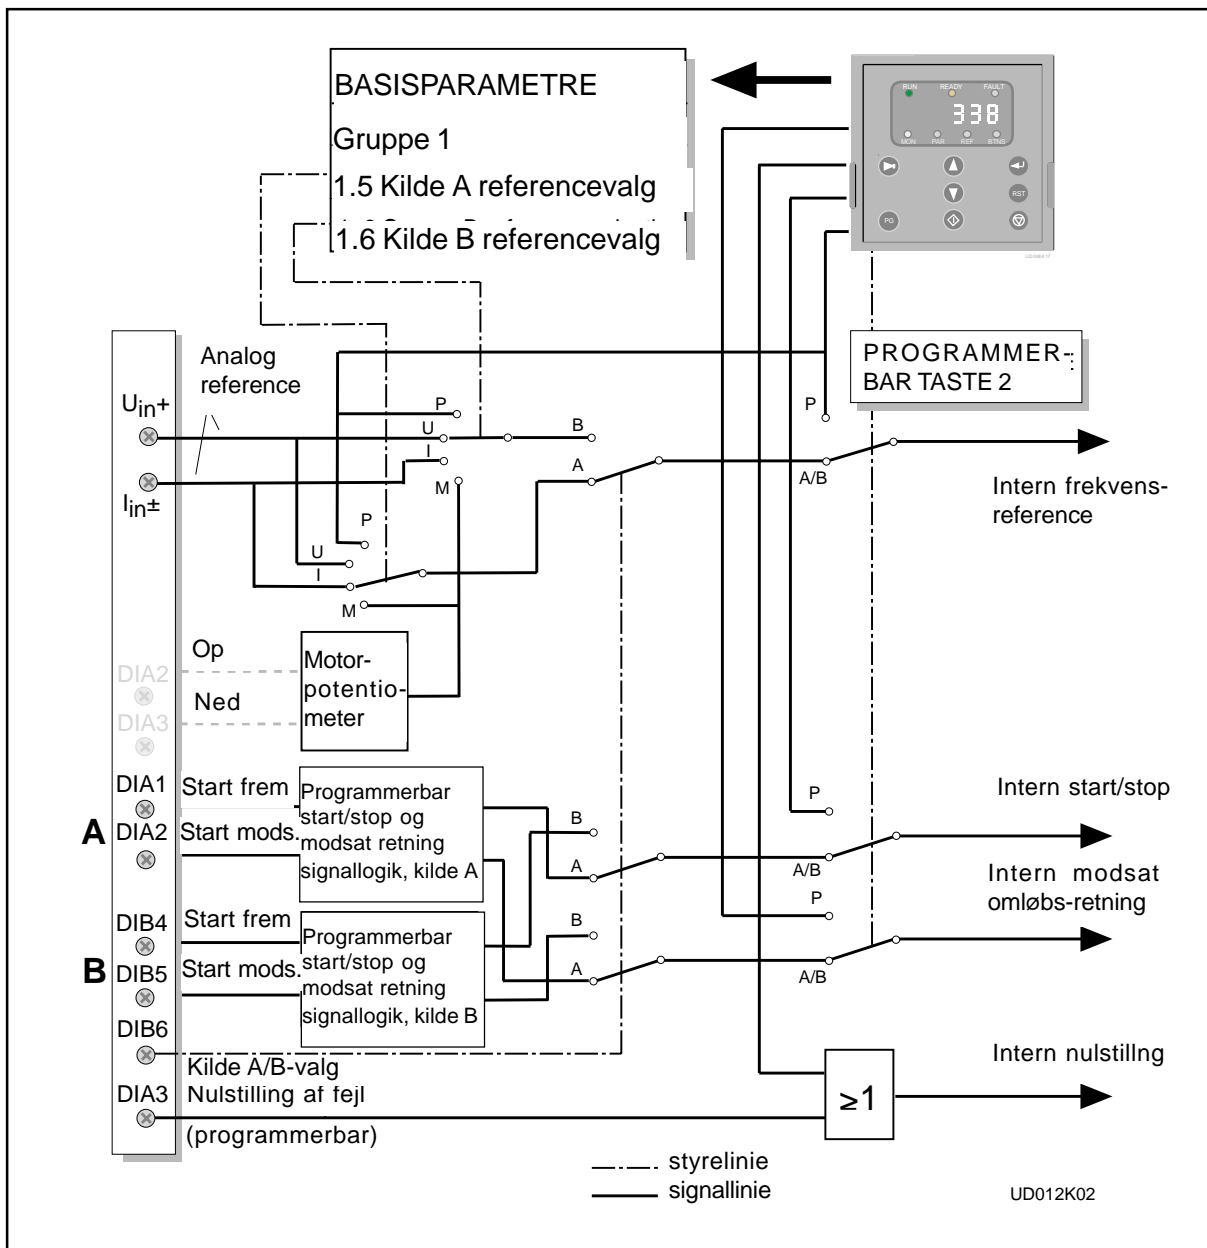 BASISPARAMETRE
Gruppe 1
1.5 Kilde A referencevalg
1.6 Kilde B referencevalg
RUN READY FAULT
338
MON PAR REF BTNS
RST
PG
PROGRAMMER-
BAR TASTE 2
Analog
reference
Uin+
Iin±
P
U
I
M
B
A
P
A/B
Intern frekvens-
reference
P
U
I
M
Op
DIA2
Ned
DIA3
Motor-
potentio-
meter
DIA1
Start frem
A
DIA2
Start mods.
Programmerbar
start/stop og
modsat retning
signallogik, kilde A
B
A
P
A/B
Intern start/stop
Intern modsat
omløbs-retning
DIB4
Start frem
B
DIB5
Start mods.
Programmerbar
start/stop og
modsat retning
signallogik, kilde B
B
A
P
A/B
DIB6
Kilde A/B-valg
DIA3
Nulstilling af fejl
(programmerbar)
≥1
Intern nulstillng
styrelinie
signallinie
UD012K02